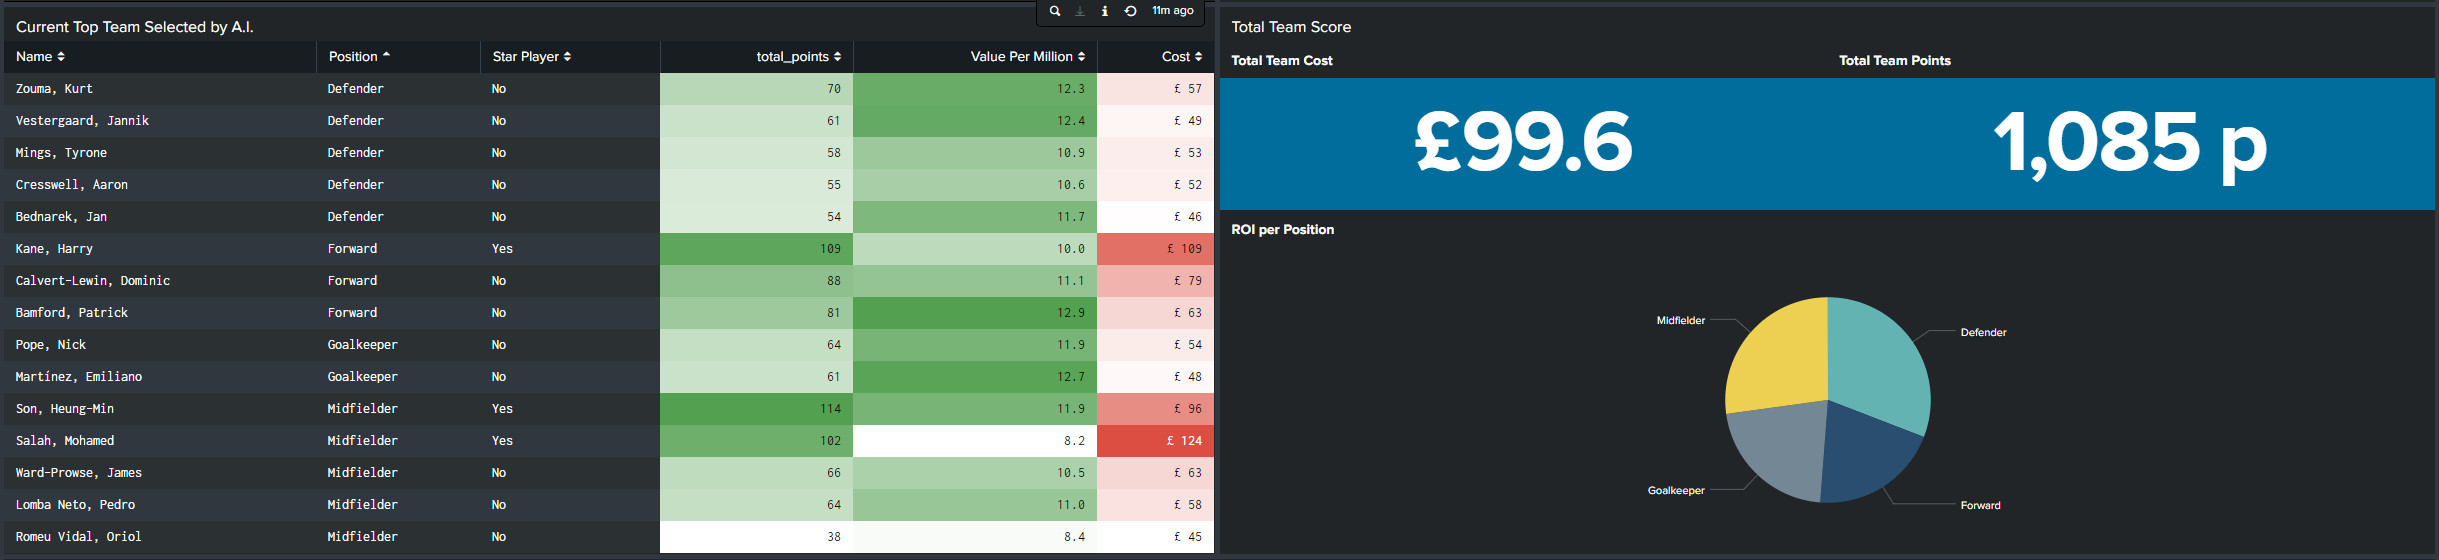 11m ago
Current Top Team Selected by A.I.
Name Position Star Player total_points Value Per Million Cost
Zouma, Kurt Defender No 70 12.3 £ 57
Vestergaard, Jannik Defender No 61 12.4 £ 49
Mings, Tyrone Defender No 58 10.9 £ 53
Cresswell, Aaron Defender No 55 10.6 £ 52
Bednarek, Jan Defender No 54 11.7 £ 46
Kane, Harry Forward Yes 109 10.0 £ 109
Calvert-Lewin, Dominic Forward No 88 11.1 £ 79
Bamford, Patrick Forward No 81 12.9 £ 63
Pope, Nick Goalkeeper No 64 11.9 £ 54
Martínez, Emiliano Goalkeeper No 61 12.7 £ 48
Son, Heung-Min Midfielder Yes 114 11.9 £ 96
Salah, Mohamed Midfielder Yes 102 8.2 £ 124
Ward-Prowse, James Midfielder No 66 10.5 £ 63
Lomba Neto, Pedro Midfielder No 64 11.0 £ 58
Romeu Vidal, Oriol Midfielder No 38 8.4 £ 45
Total Team Score
Total Team Cost Total Team Points
£99.6 1,085 p
ROI per Position
Midfielder
Defender
Goalkeeper
Forward